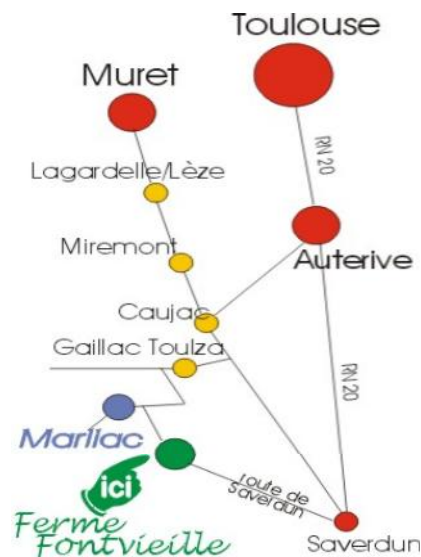 Toulouse
Muret
RN 20
Lagardelle/Lèze
Miremont
Auterive
Caujac
Gaillac Toulza
RN 20
Marliac
ici
route de
Saverdun
Ferme
Fontvieille
Saverdun